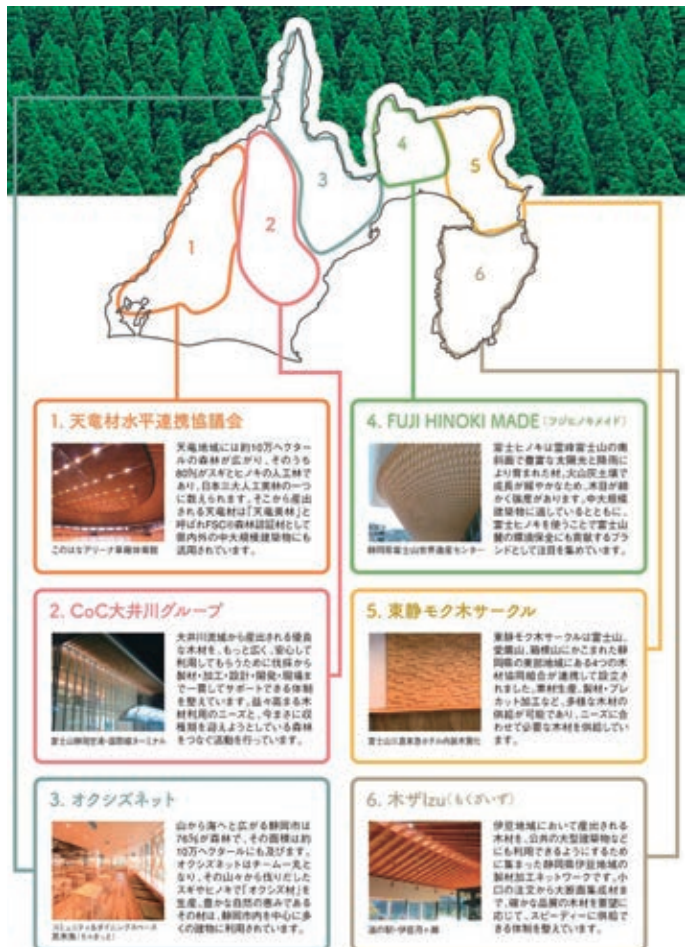 1
2
3
4
5
6
1. 天竜材水平連携協議会
天竜地域には約10万ヘクター
ルの森林が広がり、そのうち
80%がスギとヒノキの人工林で
あり、日本三大人工美林の一つ
に数えられます。そこから産出
される天竜材は「天竜美林」と
呼ばれFSC®森林認証材として
県内外の中大規模建築物にも
活用されています。
このはなアリーナ草薙体育館
2. CoC大井川グループ
大井川流域から産出される優良
な木材を、もっと広く、安心して
利用してもらうために伐採から
製材・加工・設計・開発・現場ま
で一貫してサポートできる体制
を整えています。益々高まる木
材利用のニーズと、今まさに収
穫期を迎えようとしている森林
をつなぐ活動を行っています。
富士山静岡空港・国際線ターミナル
3. オクシズネット
山から海へと広がる静岡市は
76%が森林で、その面積は約
10万ヘクタールにも及びます。
オクシズネットはチーム一丸と
なり、その山々から伐りだした
スギやヒノキで「オクシズ材」を
生産。豊かな自然の恵みである
その材は、静岡市内を中心に多
くの建物に利用されています。
コミュニティ&ダイニングスペース
4. FUJI HINOKI MADE（フジヒノキメイド）
富士ヒノキは霊峰富士山の南
斜面で豊富な太陽光と降雨に
より育まれた材。火山灰土壌で
成長が緩やかなため、木目が細
かく強度があります。中大規模
建築物に適しているとともに、
富士ヒノキを使うことで富士山
麓の環境保全にも貢献するブラ
ンドとして注目を集めています。
静岡県富士山世界遺産センター
5. 東静モク木サークル
東静モク木サークルは富士山、
愛鷹山、箱根山にかこまれた静
岡県の東部地域にある4つの木
材協同組合が連携して設立さ
れました。素材生産、製材・プレ
カット加工など、多様な木材の
供給が可能であり、ニーズに合
わせて必要な木材を供給してい
ます。
富士山三島東急ホテル内装木質化
6. 木ザIzu（もくざいず）
伊豆地域において産出される
木材を、公共の大型建築物など
にも利用できるようにするため
に集まった静岡県伊豆地域の
製材加工ネットワークです。小
口の注文から大断面集成材ま
で、確かな品質の木材を要望に
応じて、スピーディーに供給で
きる体制を整えています。
道の駅・伊豆月ヶ瀬